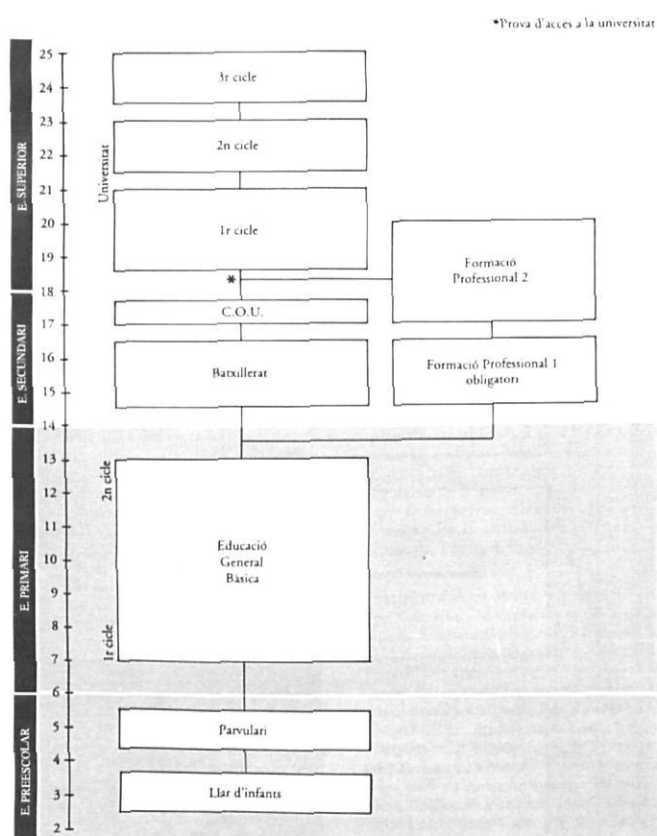 *Prova d'accés a la universitat
25
24
23
22
21
20
19
18
17
16
15
14
13
12
11
10
9
8
7
6
5
4
3
2
E. SUPERIOR
E. SECUNDARI
E. PRIMARI
E. PREESCOLAR
Universitat
3r cicle
2n cicle
1r cicle
*
C.O.U.
Batxillerat
Formació
Professional 2
Formació Professional 1
obligatori
2n cicle
1r cicle
Educació
General
Bàsica
Parvulari
Llar d'infants